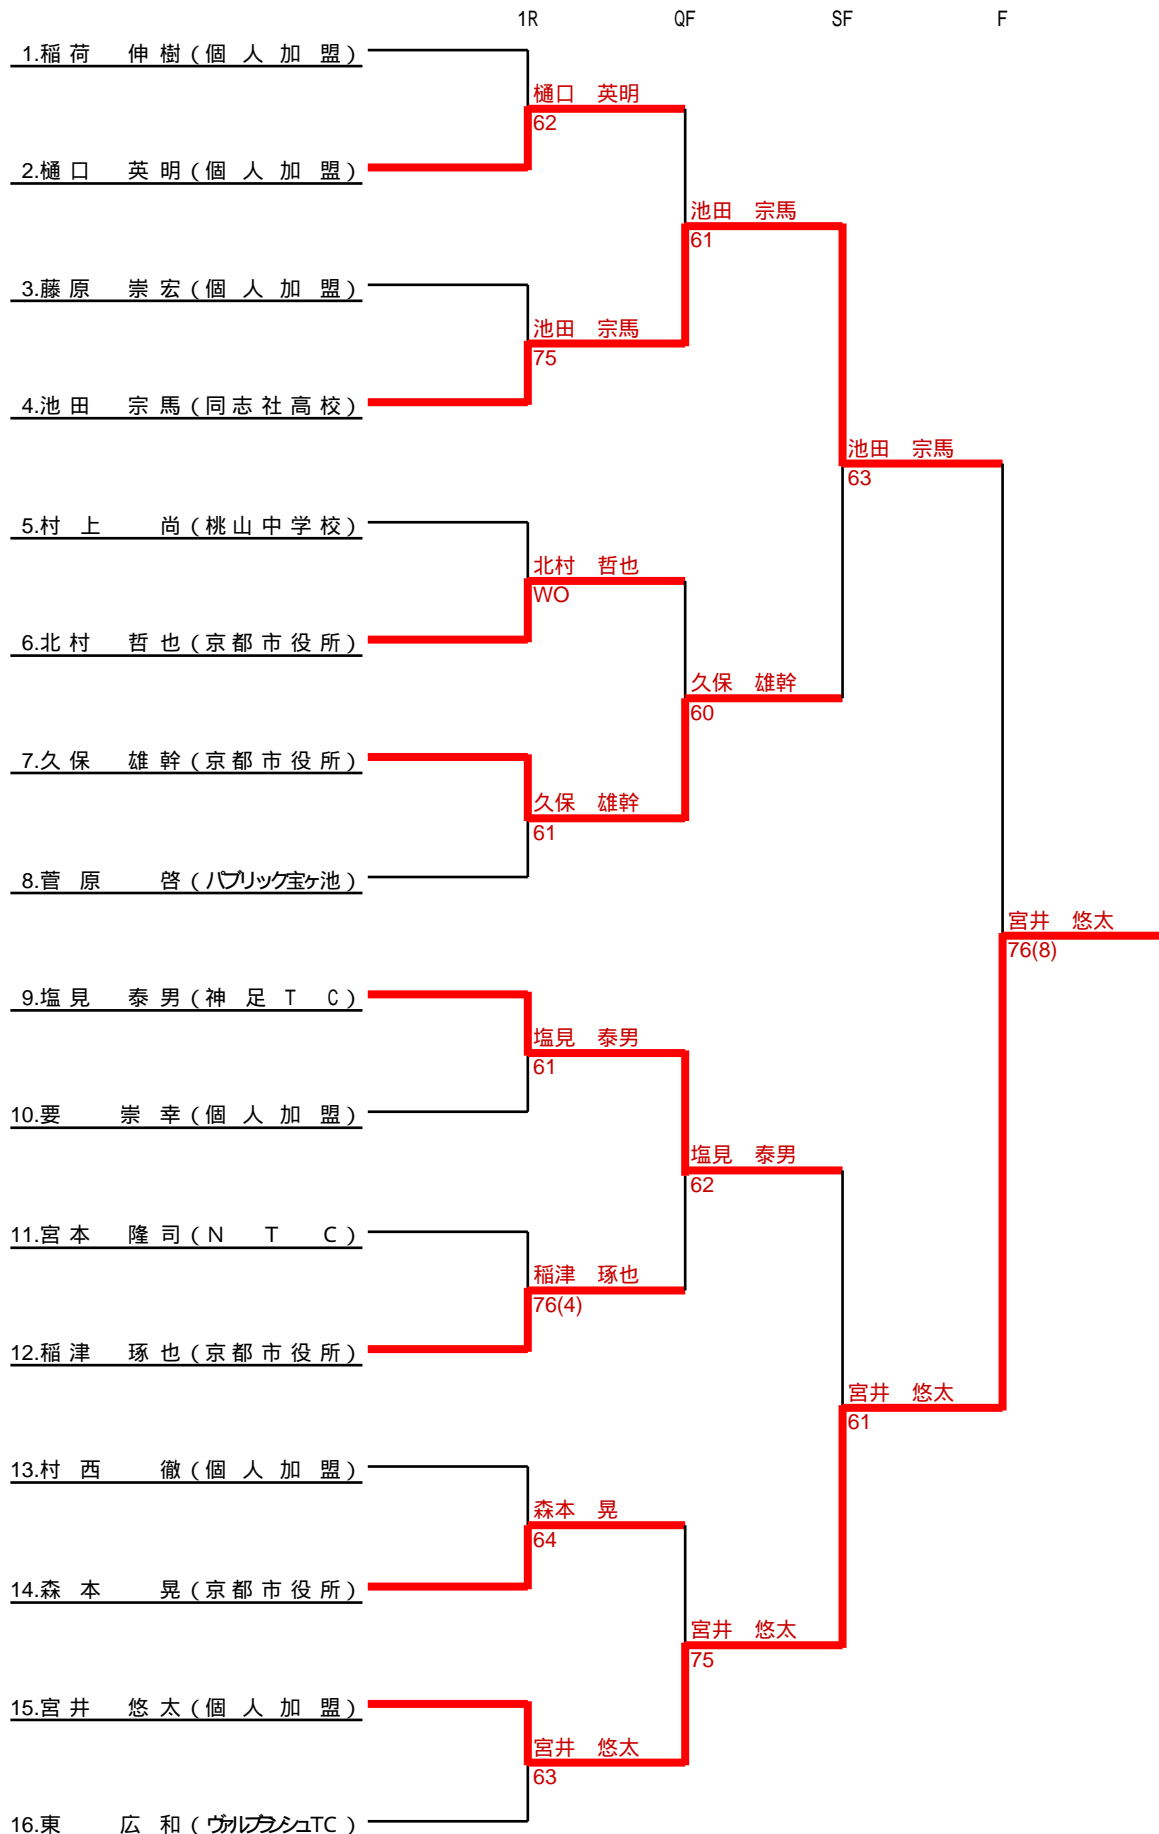 1R QF SF F
1.稲荷 伸樹(個人加盟)
樋口 英明
62
2.樋口 英明(個人加盟)
池田 宗馬
61
3.藤原 崇宏(個人加盟)
池田 宗馬
75
4.池田 宗馬(同志社高校)
池田 宗馬
63
5.村上 尚(桃山中学校)
北村 哲也
WO
6.北村 哲也(京都市役所)
久保 雄幹
60
7.久保 雄幹(京都市役所)
久保 雄幹
61
8.菅原 啓(パブリック宝ヶ池)
宮井 悠太
76(8)
9.塩見 泰男(神足TC)
塩見 泰男
61
10.要 崇幸(個人加盟)
塩見 泰男
62
11.宮本 隆司(NTC)
稲津 琢也
76(4)
12.稲津 琢也(京都市役所)
宮井 悠太
61
13.村西 徹(個人加盟)
森本 晃
64
14.森本 晃(京都市役所)
宮井 悠太
75
15.宮井 悠太(個人加盟)
宮井 悠太
63
16.東 広和(ヴァルブランシュTC)